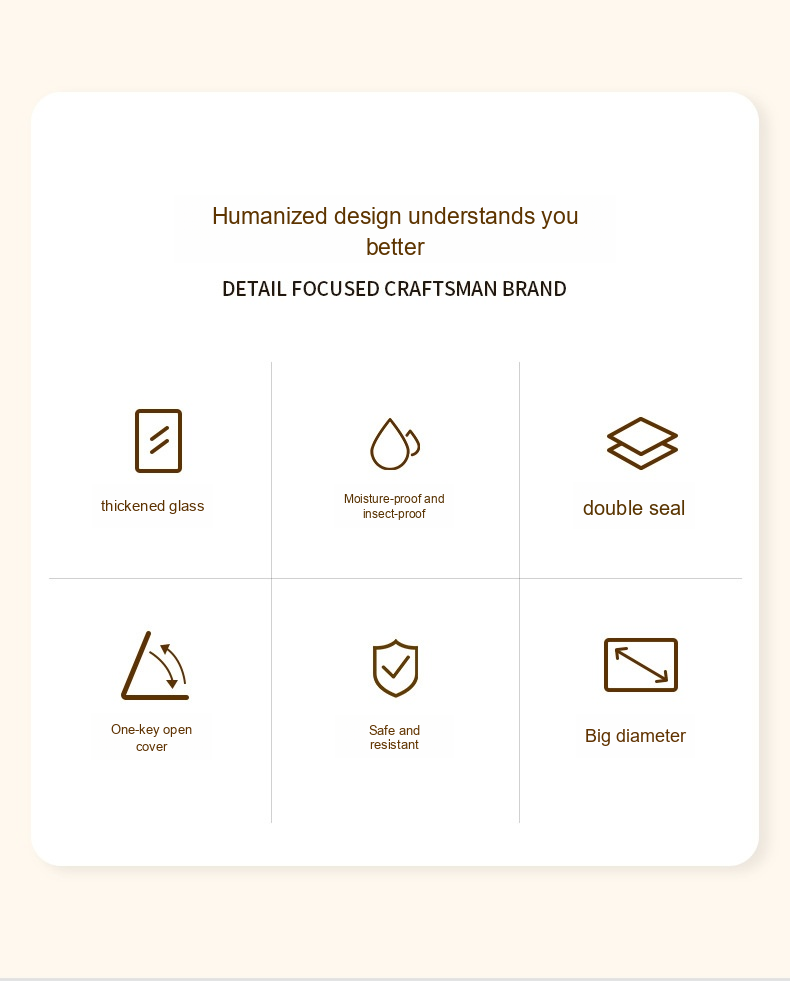 Humanized design understands you
better
DETAIL FOCUSED CRAFTSMAN BRAND
thickened glass
Moisture-proof and
insect-proof
double seal
One-key open
cover
Safe and
resistant
Big diameter